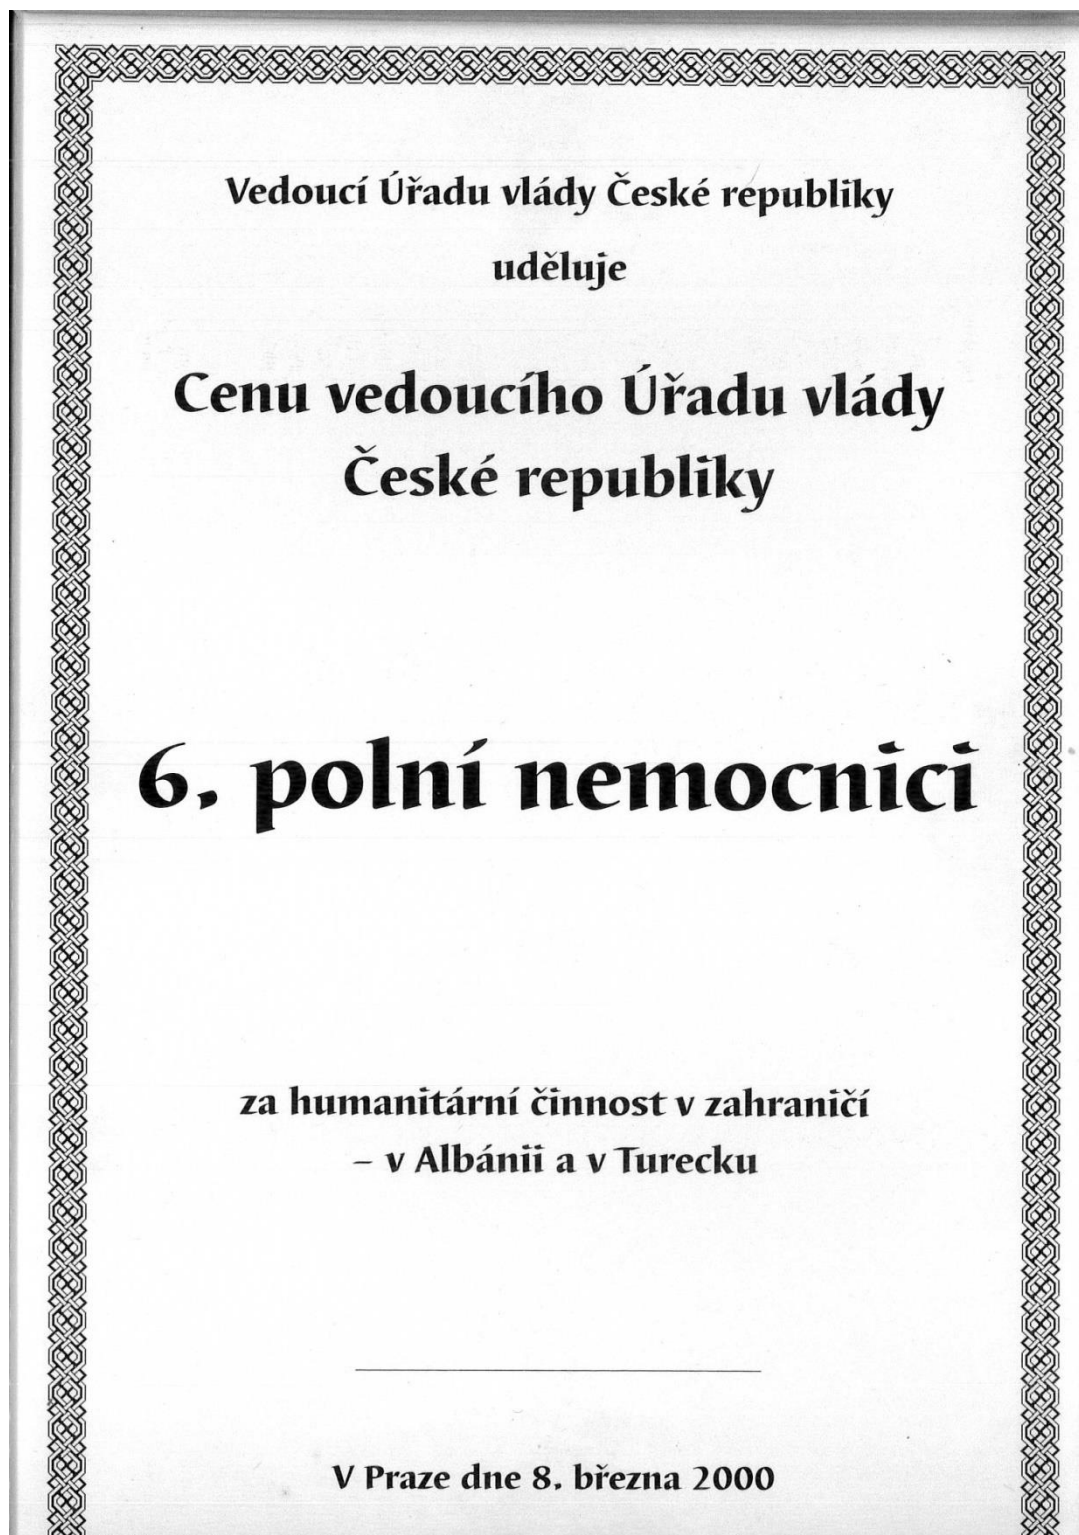 Vedoucí Úřadu vlády České republiky
uděluje
Cenu vedoucího Úřadu vlády
České republiky
6. polní nemocnici
za humanitární činnost v zahraničí
– v Albánii a v Turecku
V Praze dne 8. března 2000